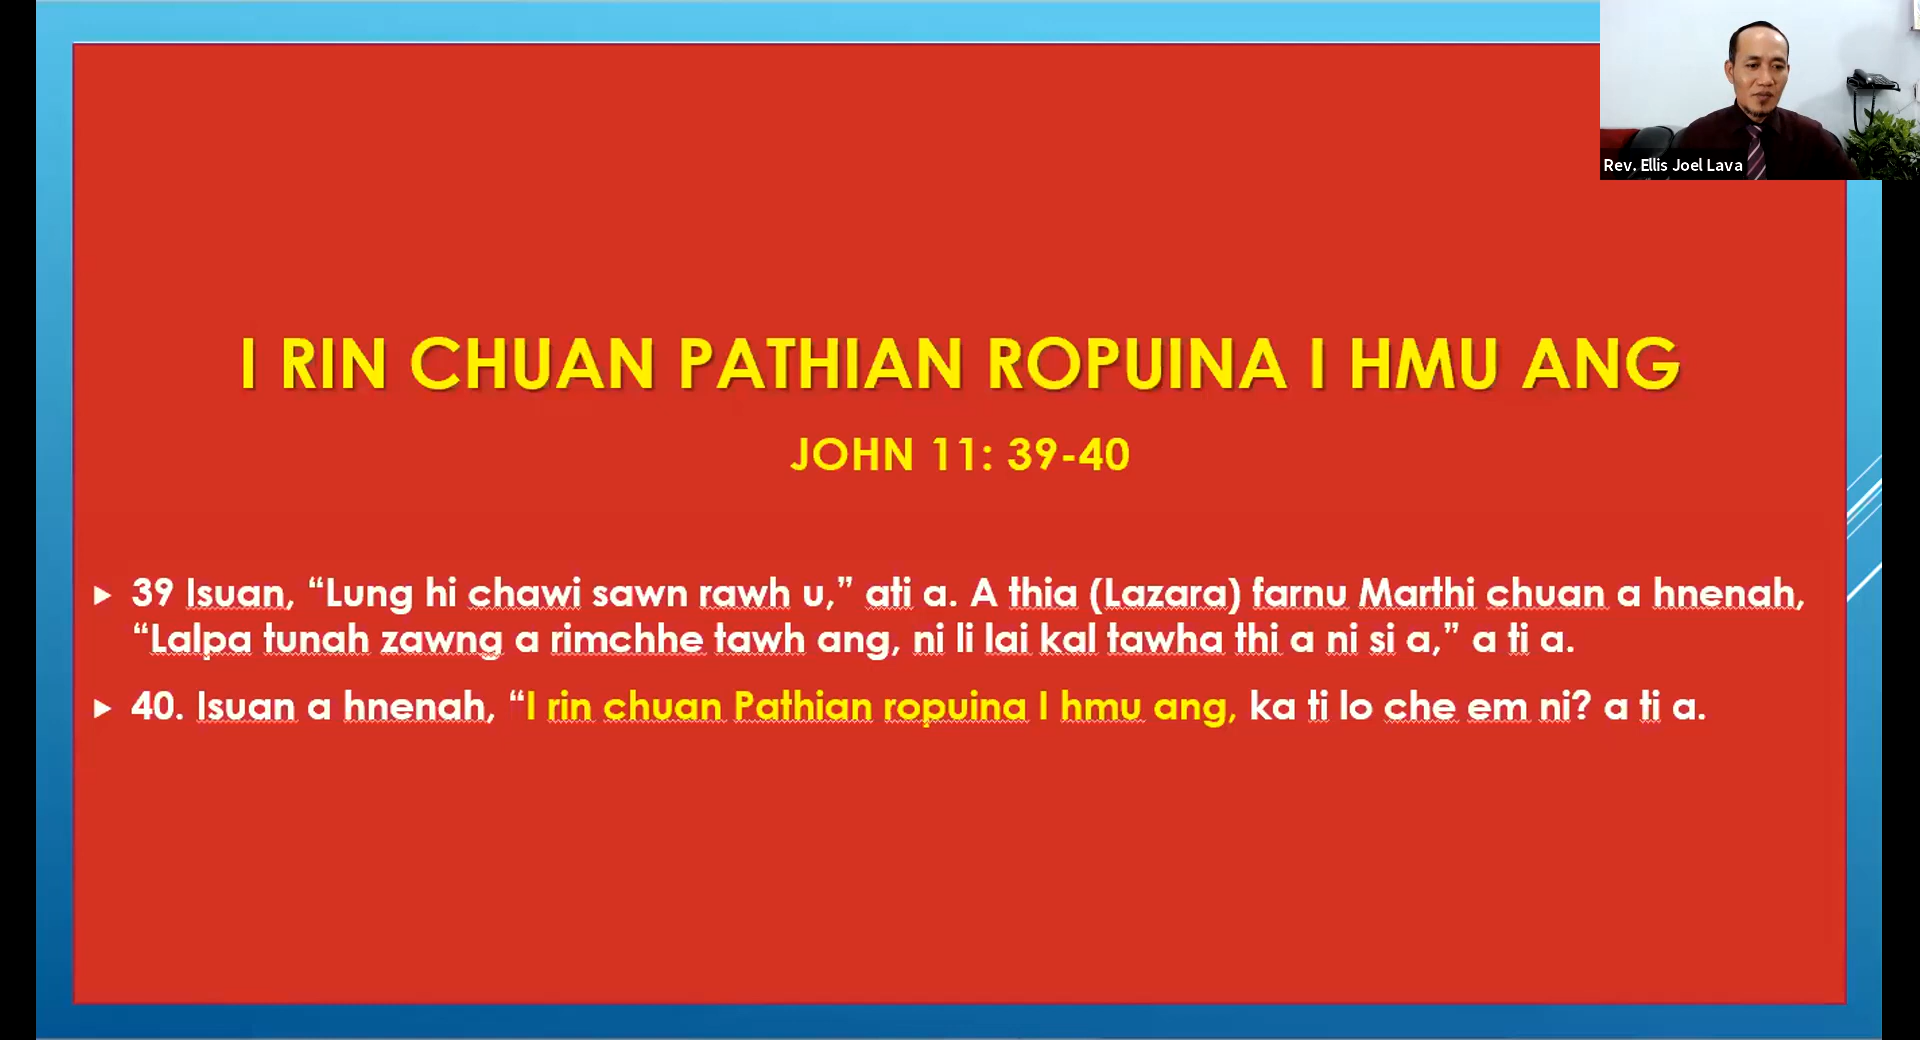 Rev. Ellis Joel Lava
I RIN CHUAN PATHIAN ROPUINA I HMU ANG
JOHN 11: 39-40
39 Isuan, “Lung hi chawi sawn rawh u,” ati a. A thia (Lazara) farnu Marthi chuan a hnenah,
“Lalpa tunah zawng a rimchhe tawh ang, ni li lai kal tawha thi a ni si a,” a ti a.
40. Isuan a hnenah, “I rin chuan Pathian ropuina I hmu ang, ka ti lo che em ni? a ti a.